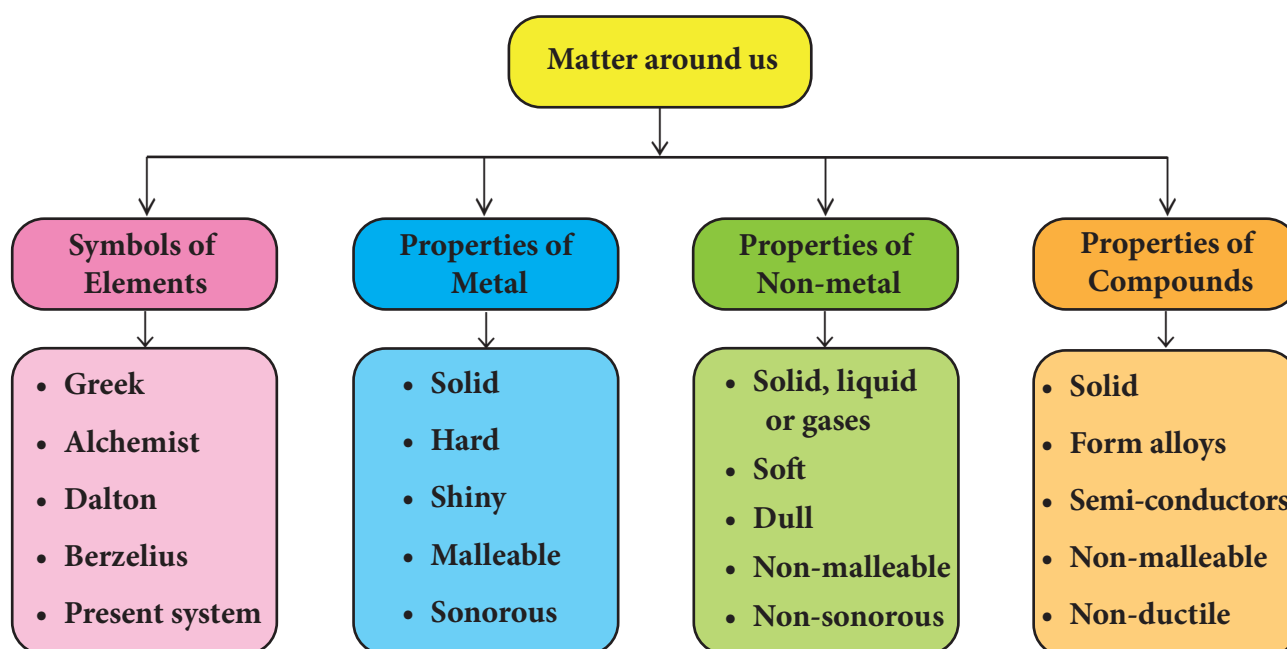 Matter around us
Symbols of
Elements
Properties of
Metal
Properties of
Non-metal
Properties of
Compounds
• Greek
• Alchemist
• Dalton
• Berzelius
• Present system
• Solid
• Hard
• Shiny
• Malleable
• Sonorous
• Solid, liquid
or gases
• Soft
• Dull
• Non-malleable
• Non-sonorous
• Solid
• Form alloys
• Semi-conductors
• Non-malleable
• Non-ductile